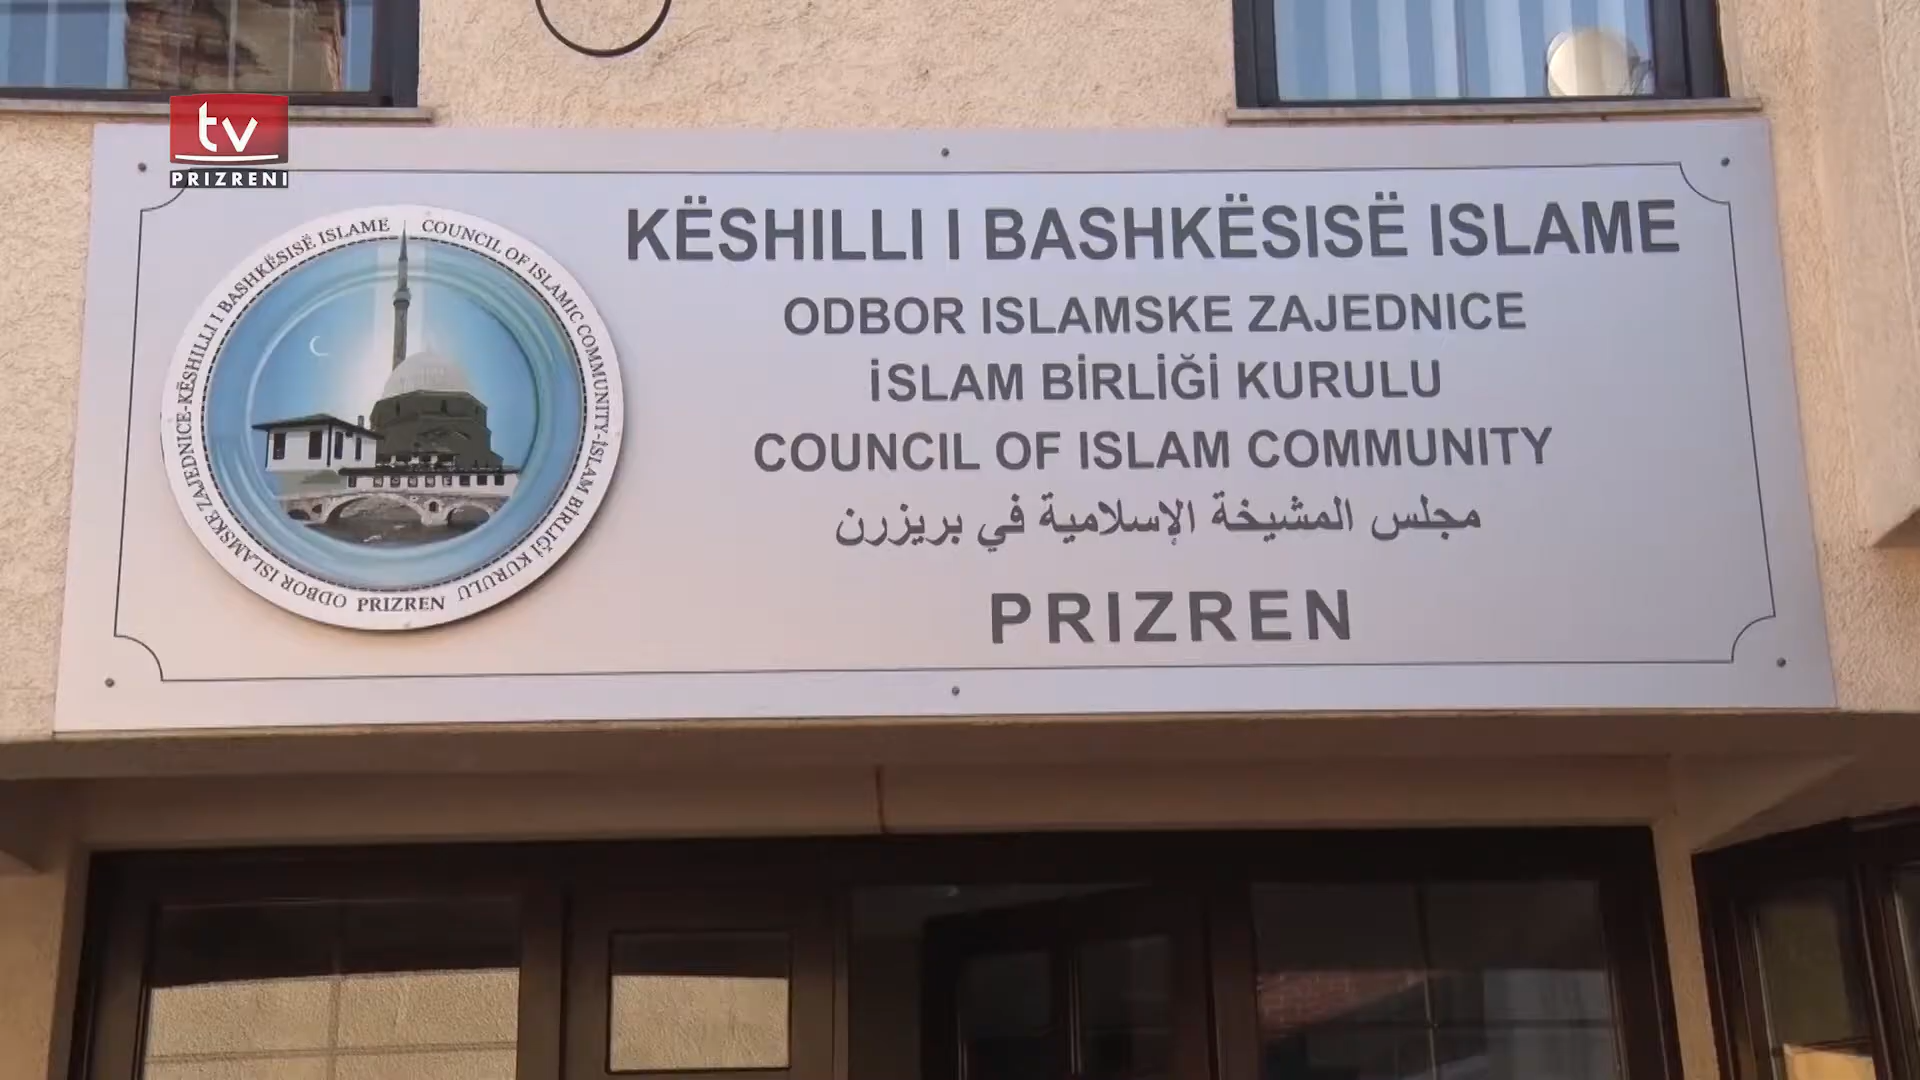 tv
PRIZRENI
KËSHILLI I BASHKËSISË ISLAME
ODBOR ISLAMSKE ZAJEDNICE
İSLAM BİRLİĞİ KURULU
COUNCIL OF ISLAM COMMUNITY
مجلس المشيخة الإسلامية في بريزرن
PRIZREN
ODBOR ISLAMSKE ZAJEDNICE-KËSHILLI I BASHKËSISË ISLAME
COUNCIL OF ISLAMIC COMMUNITY-İSLAM BİRLİĞİ KURULU
PRIZREN